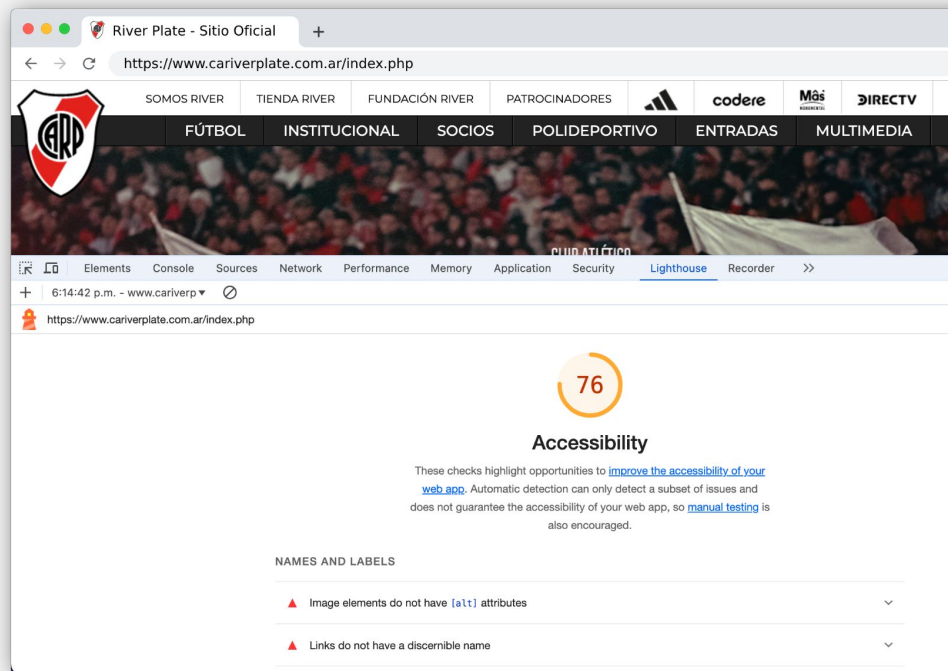 River Plate - Sitio Oficial
https://www.cariverplate.com.ar/index.php
SOMOS RIVER TIENDA RIVER FUNDACIÓN RIVER PATROCINADORES codere Mâs MONUMENTAL DIRECTV
CARP
FÚTBOL INSTITUCIONAL SOCIOS POLIDEPORTIVO ENTRADAS MULTIMEDIA
CLUB ATLÉTICO
Elements Console Sources Network Performance Memory Application Security Lighthouse Recorder
6:14:42 p.m. - www.cariverp
https://www.cariverplate.com.ar/index.php
76
Accessibility
These checks highlight opportunities to improve the accessibility of your
web app. Automatic detection can only detect a subset of issues and
does not guarantee the accessibility of your web app, so manual testing is
also encouraged.
NAMES AND LABELS
Image elements do not have [alt] attributes
Links do not have a discernible name